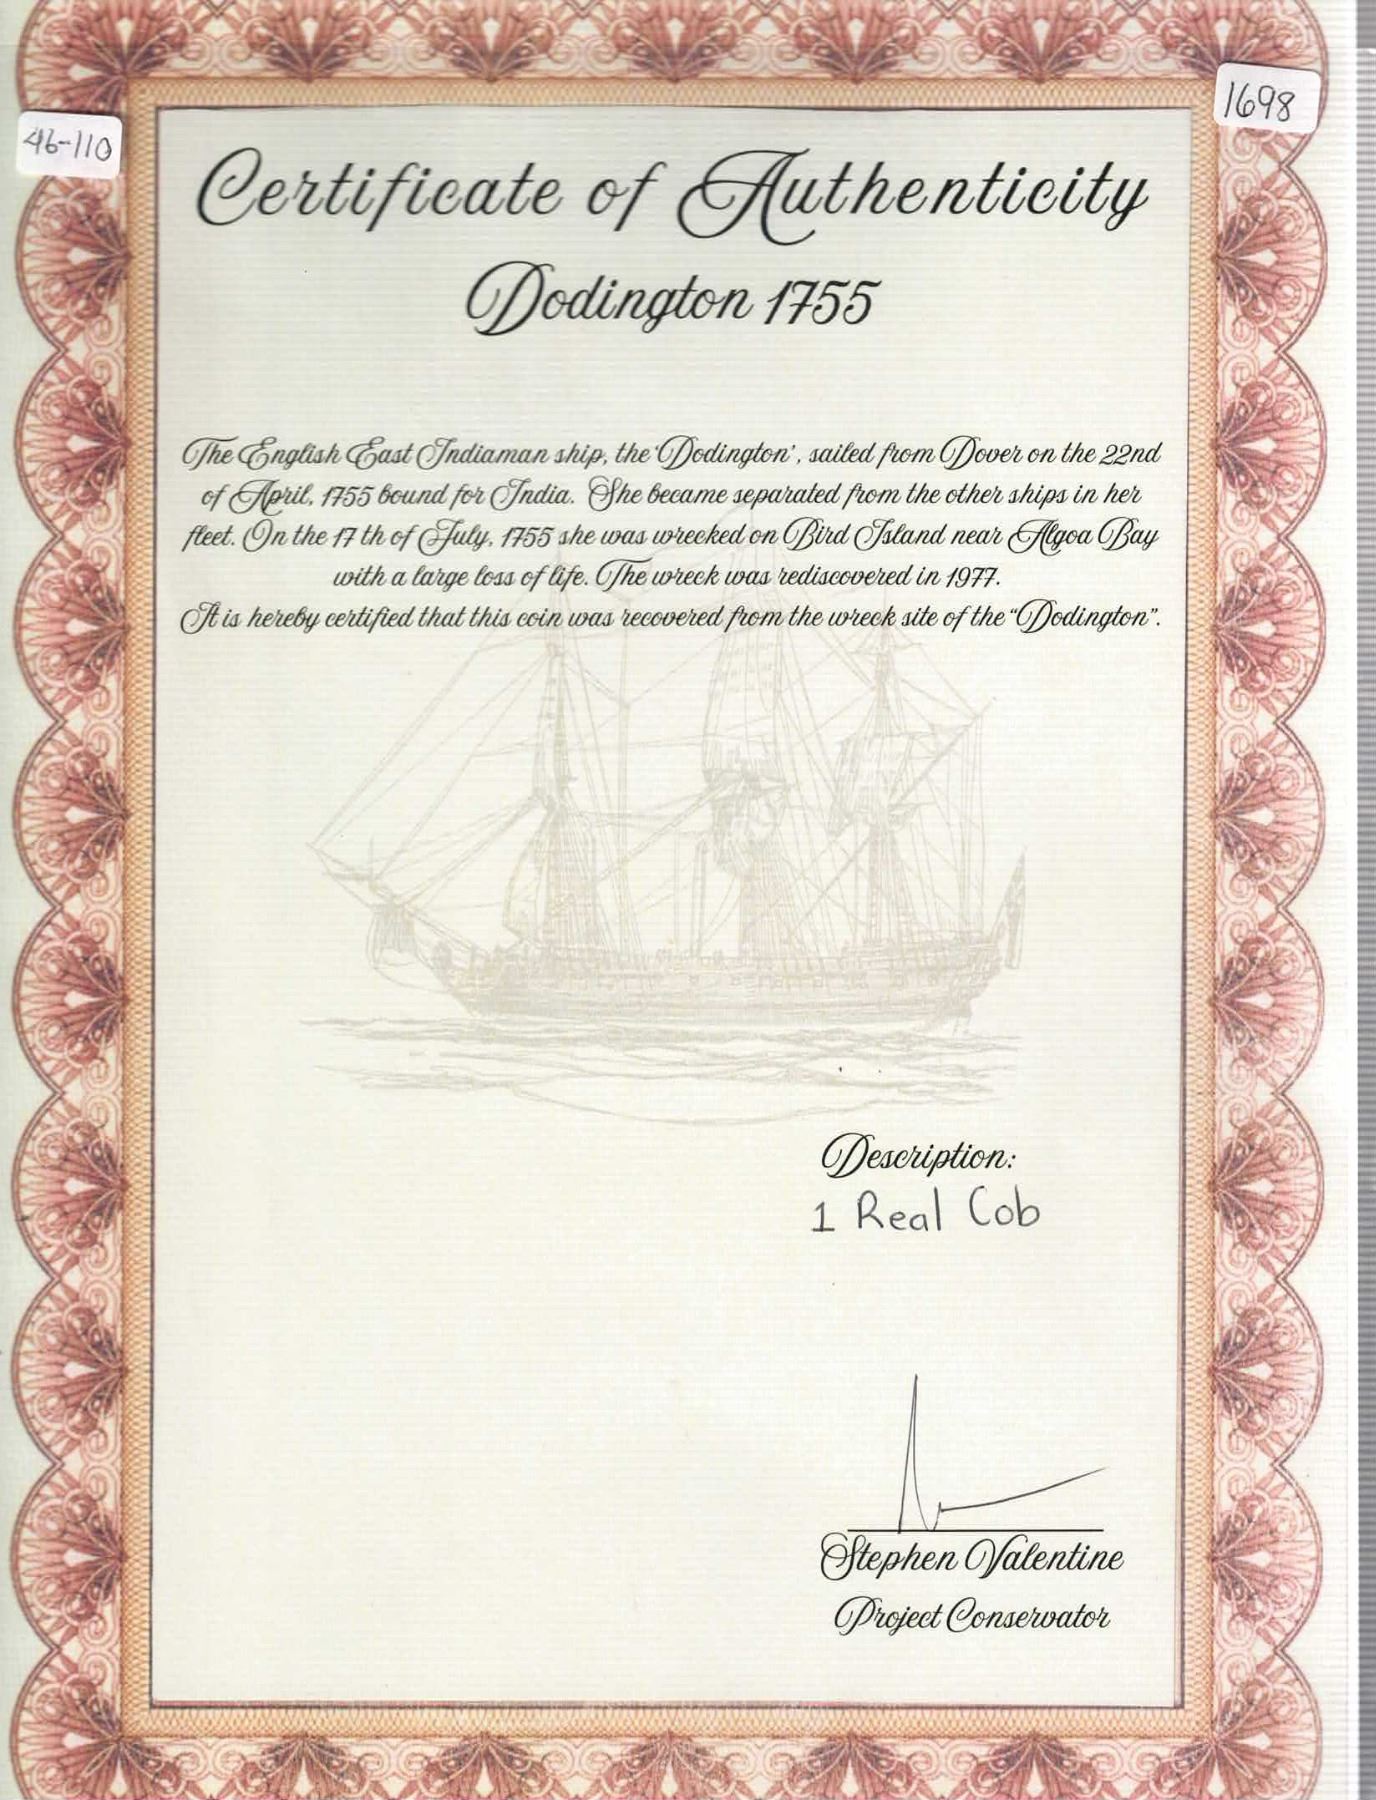 1698
46-110
Certificate of Authenticity
Dodington 1755
The English East Indiaman ship, the 'Dodington', sailed from Dover on the 22nd
of April, 1755 bound for India. She became separated from the other ships in her
fleet. On the 17 th of July, 1755 she was wrecked on Bird Island near Algoa Bay
with a large loss of life. The wreck was rediscovered in 1977.
It is hereby certified that this coin was recovered from the wreck site of the "Dodington".
Description:
1 Real Cob
Stephen Valentine
Project Conservator